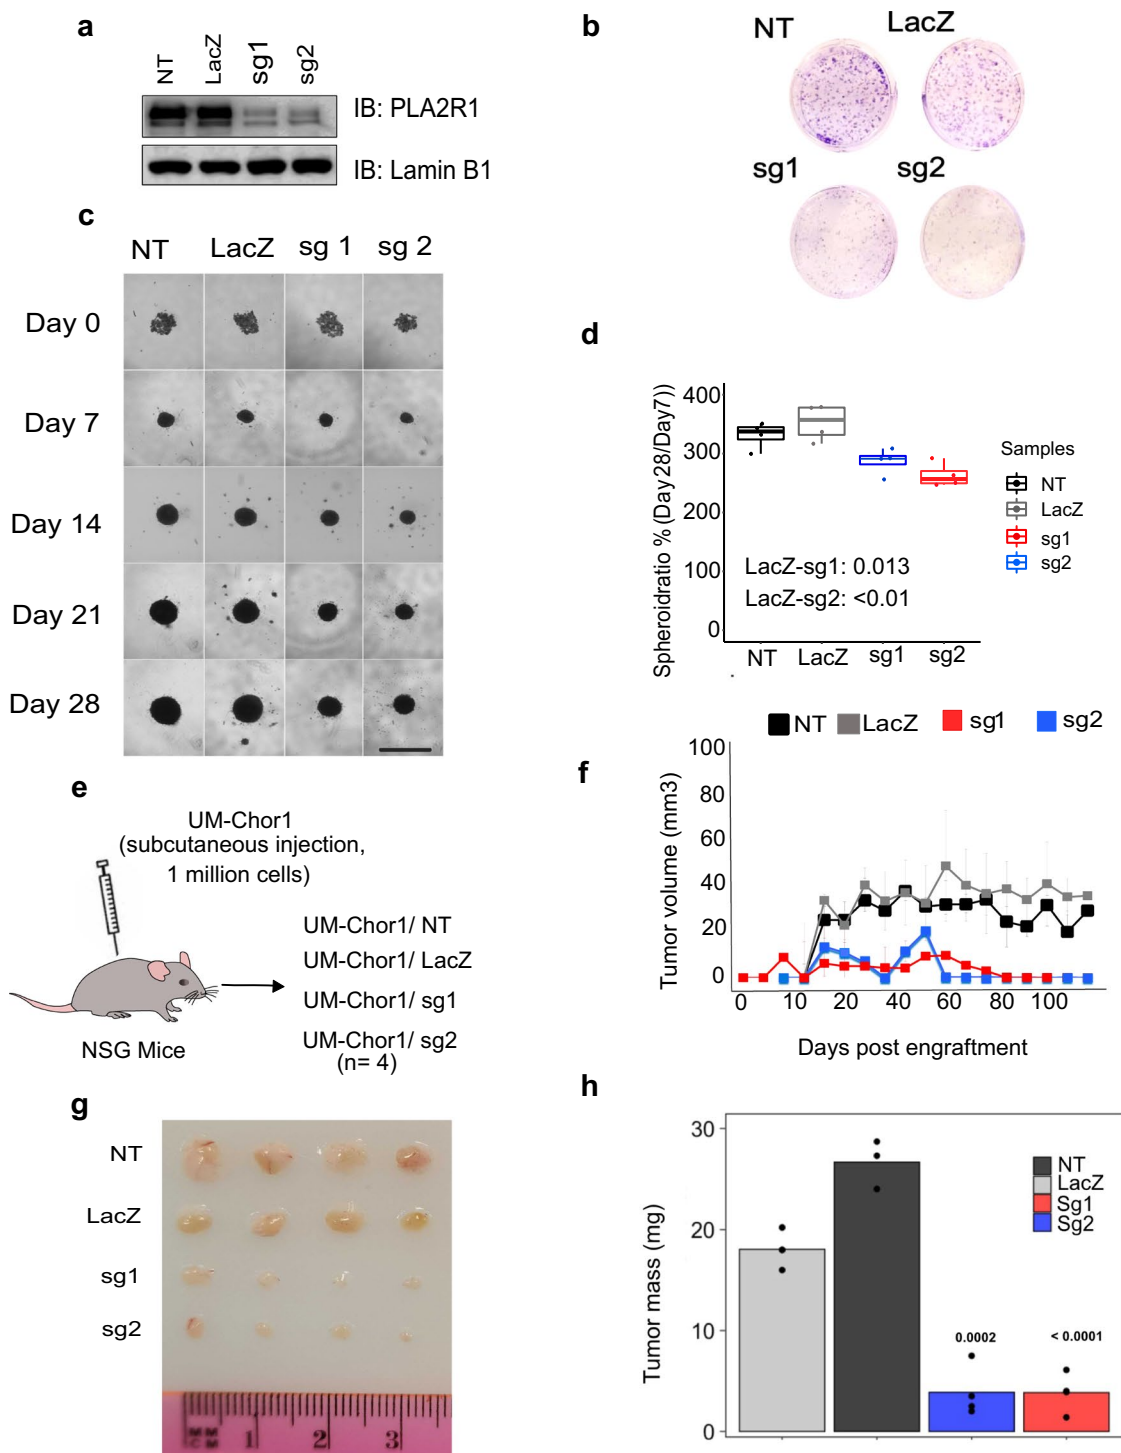 a
NT LacZ sg1 sg2
IB: PLA2R1
IB: Lamin B1
b
NT LacZ
sg1 sg2
c
NT LacZ sg 1 sg 2
Day 0
Day 7
Day 14
Day 21
Day 28
d
Spheroidratio % (Day28/Day7))
400
300
200
100
0
LacZ-sg1: 0.013
LacZ-sg2: <0.01
NT LacZ sg1 sg2
Samples
NT
LacZ
sg1
sg2
e
UM-Chor1
(subcutaneous injection,
1 million cells)
NSG Mice
UM-Chor1/ NT
UM-Chor1/ LacZ
UM-Chor1/ sg1
UM-Chor1/ sg2
(n= 4)
f
NT LacZ sg1 sg2
Tumor volume (mm3)
100
80
60
40
20
0
0 10 20 40 60 80 100
Days post engraftment
g
NT
LacZ
sg1
sg2
1 2 3
h
Tumor mass (mg)
30
20
10
0
NT
LacZ
Sg1
Sg2
0.0002
< 0.0001